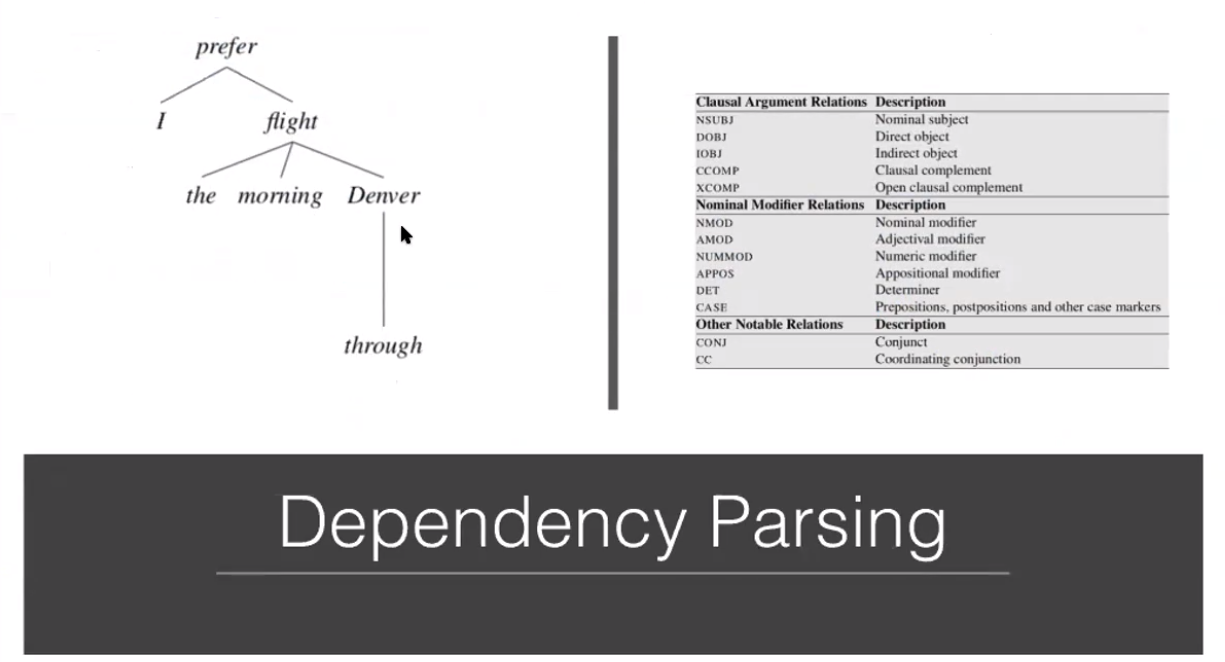 prefer
I flight
the morning Denver
through
Clausal Argument Relations Description
NSUBJ Nominal subject
DOBJ Direct object
IOBJ Indirect object
CCOMP Clausal complement
XCOMP Open clausal complement
Nominal Modifier Relations Description
NMOD Nominal modifier
AMOD Adjectival modifier
NUMMOD Numeric modifier
APPOS Appositional modifier
DET Determiner
CASE Prepositions, postpositions and other case markers
Other Notable Relations Description
CONJ Conjunct
CC Coordinating conjunction
Dependency Parsing